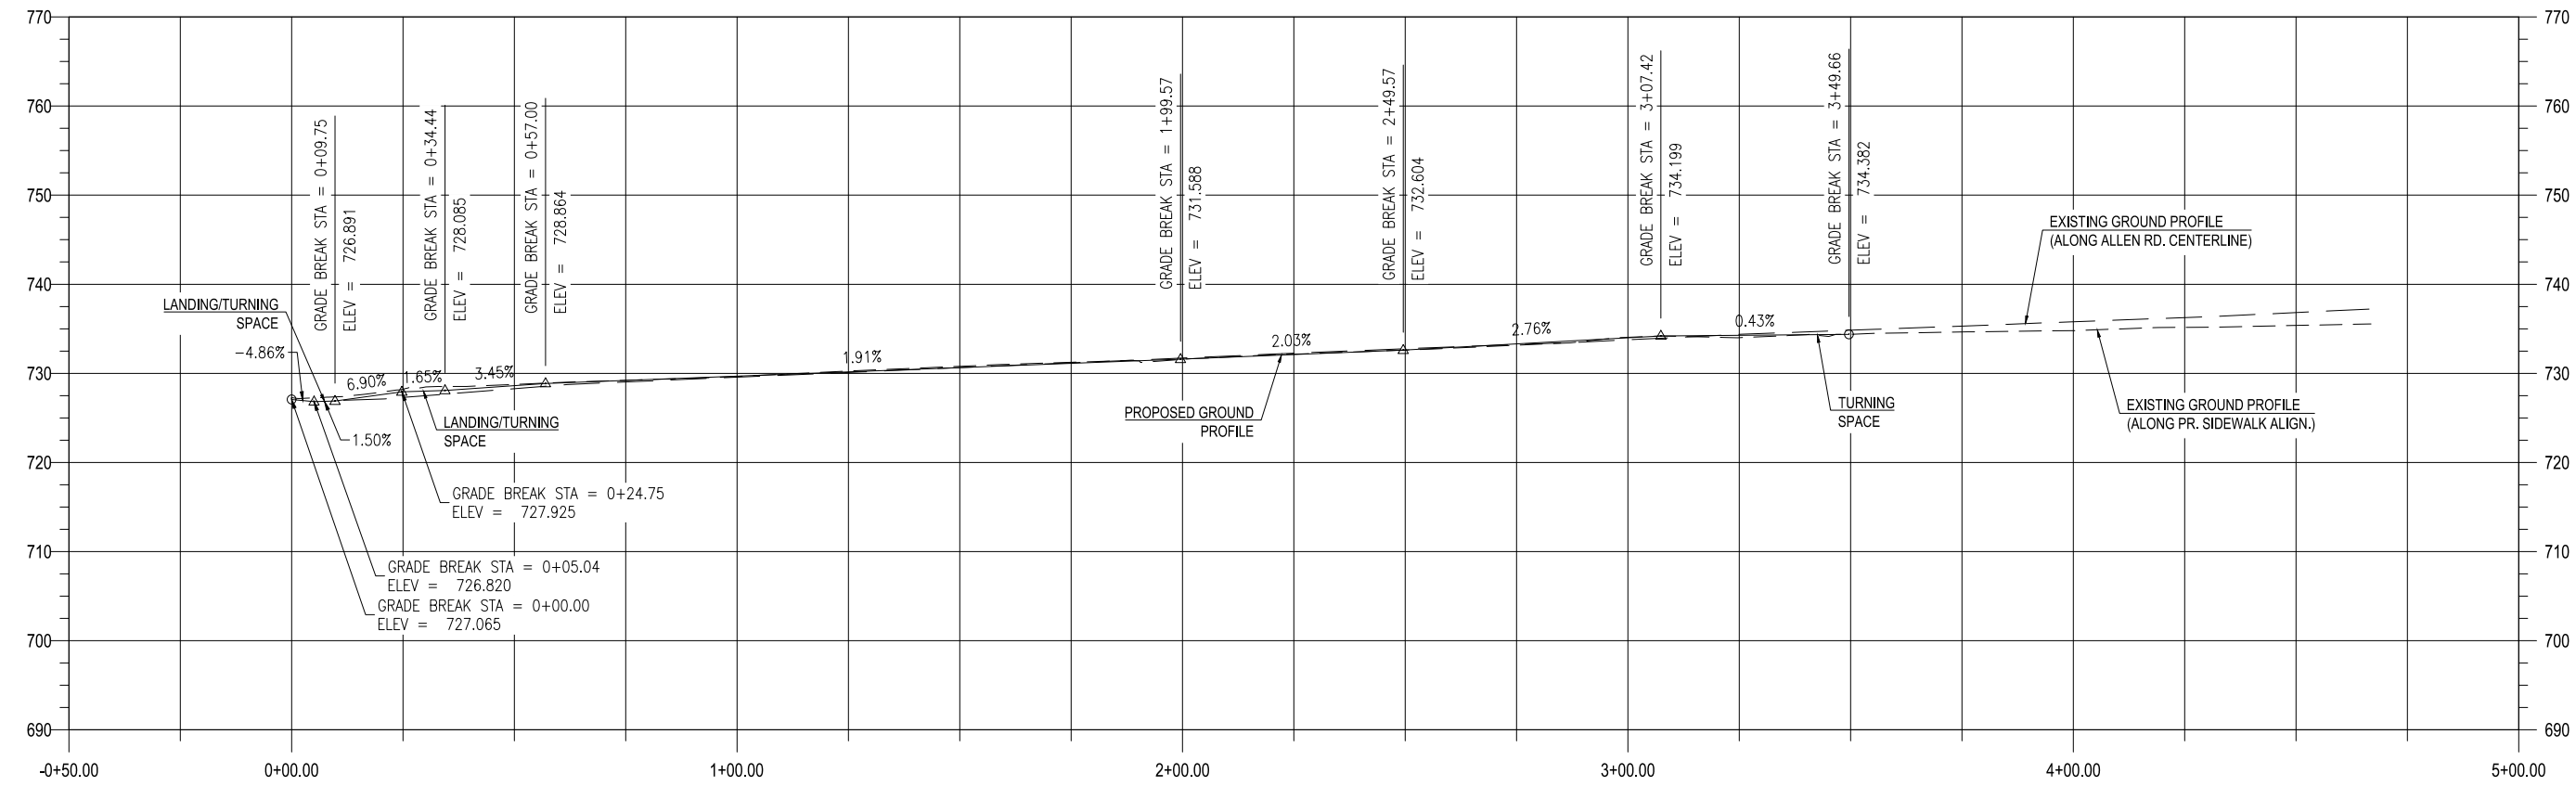 770
760
750
740
730
720
710
700
690
770
760
750
740
730
720
710
700
690
-0+50.00
0+00.00
1+00.00
2+00.00
3+00.00
4+00.00
5+00.00
GRADE BREAK STA = 0+09.75
ELEV = 726.891
GRADE BREAK STA = 0+34.44
ELEV = 728.085
GRADE BREAK STA = 0+57.00
ELEV = 728.864
GRADE BREAK STA = 1+99.57
ELEV = 731.588
GRADE BREAK STA = 2+49.57
ELEV = 732.604
GRADE BREAK STA = 3+07.42
ELEV = 734.199
GRADE BREAK STA = 3+49.66
ELEV = 734.382
EXISTING GROUND PROFILE
(ALONG ALLEN RD. CENTERLINE)
LANDING/TURNING
SPACE
-4.86%
6.90%
1.65%
3.45%
1.91%
2.03%
2.76%
0.43%
1.50%
LANDING/TURNING
SPACE
PROPOSED GROUND
PROFILE
TURNING
SPACE
EXISTING GROUND PROFILE
(ALONG PR. SIDEWALK ALIGN.)
GRADE BREAK STA = 0+24.75
ELEV = 727.925
GRADE BREAK STA = 0+05.04
ELEV = 726.820
GRADE BREAK STA = 0+00.00
ELEV = 727.065